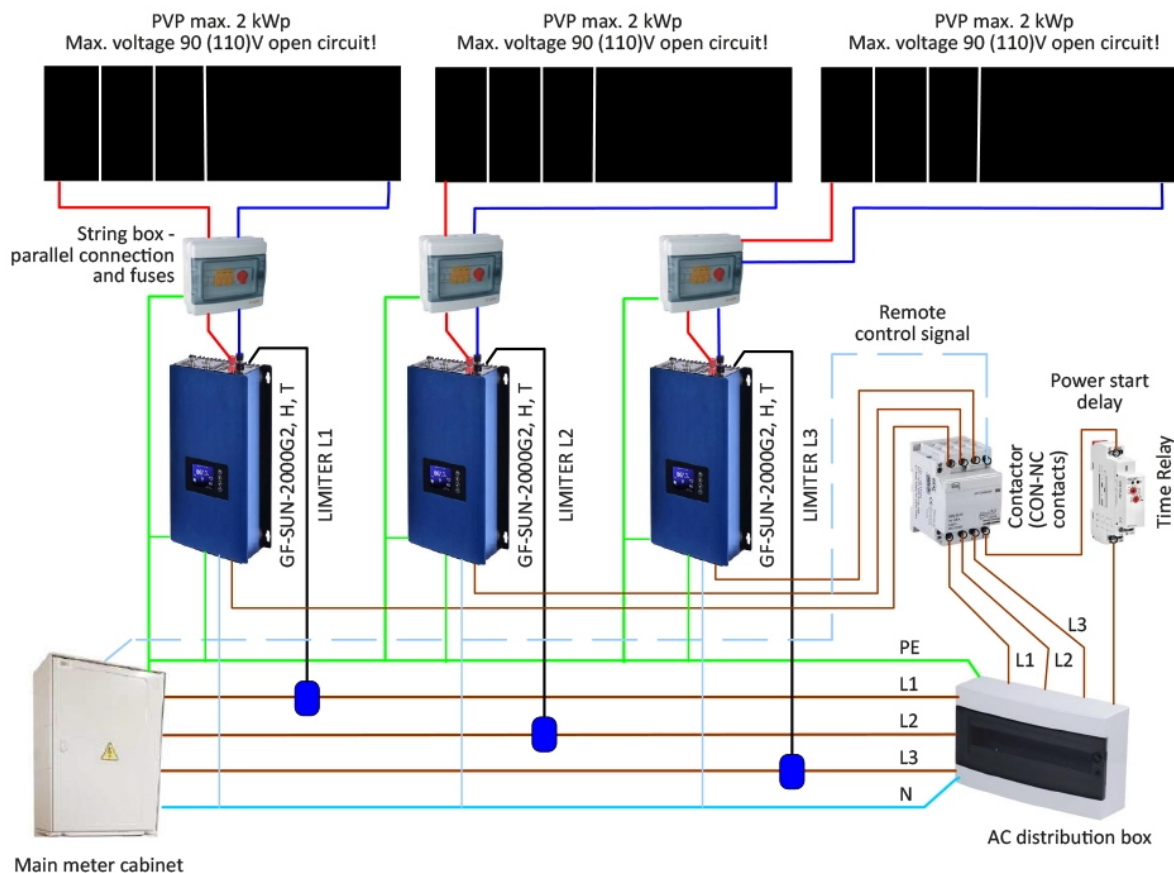 PVP max. 2 kWp
Max. voltage 90 (110)V open circuit!
PVP max. 2 kWp
Max. voltage 90 (110)V open circuit!
PVP max. 2 kWp
Max. voltage 90 (110)V open circuit!
String box -
parallel connection
and fuses
Remote
control signal
Power start
delay
GF-SUN-2000G2, H, T
LIMITER L1
GF-SUN-2000G2, H, T
LIMITER L2
GF-SUN-2000G2, H, T
LIMITER L3
Contactor
(CON-NC
contacts)
Time Relay
L3
L1
L2
PE
L1
L2
L3
N
AC distribution box
Main meter cabinet